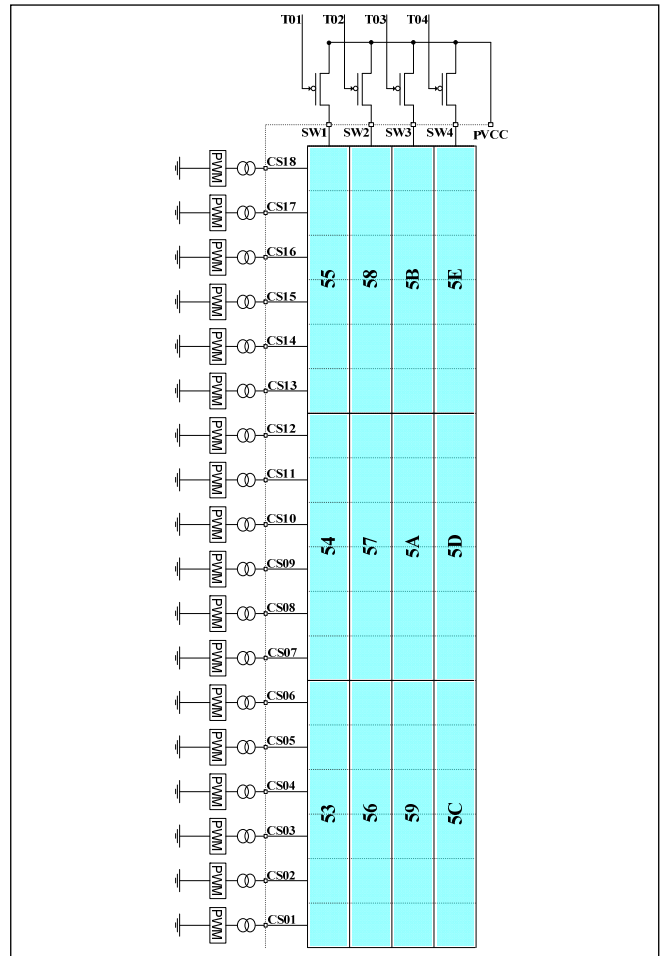 T01 T02 T03 T04
SW1 SW2 SW3 SW4 PVCC
PWM CS18
PWM CS17
PWM CS16
55 58 5B 5E
PWM CS15
PWM CS14
PWM CS13
PWM CS12
PWM CS11
PWM CS10
54 57 5A 5D
PWM CS09
PWM CS08
PWM CS07
PWM CS06
PWM CS05
PWM CS04
53 56 59 5C
PWM CS03
PWM CS02
PWM CS01